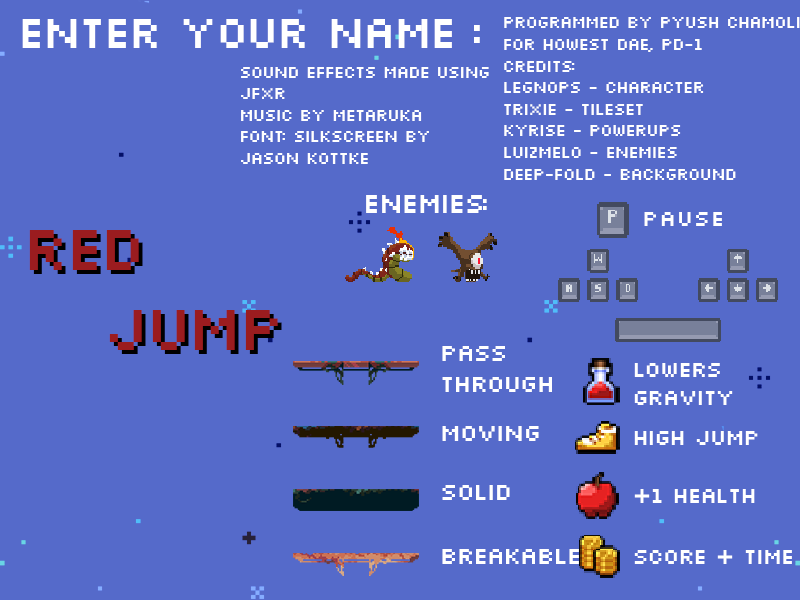 ENTER YOUR NAME :
SOUND EFFECTS MADE USING
JFXR
MUSIC BY METARUKA
FONT: SILKSCREEN BY
JASON KOTTKE
PROGRAMMED BY PYUSH CHAMOLI
FOR HOWEST DAE, PD-1
CREDITS:
LEGNOPS - CHARACTER
TRIXIE - TILESET
KYRISE - POWERUPS
LUIZMELO - ENEMIES
DEEP-FOLD - BACKGROUND
RED
JUMP
ENEMIES:
P PAUSE
W
A S D
PASS
THROUGH
MOVING
SOLID
BREAKABLE
LOWERS
GRAVITY
HIGH JUMP
+1 HEALTH
SCORE + TIME